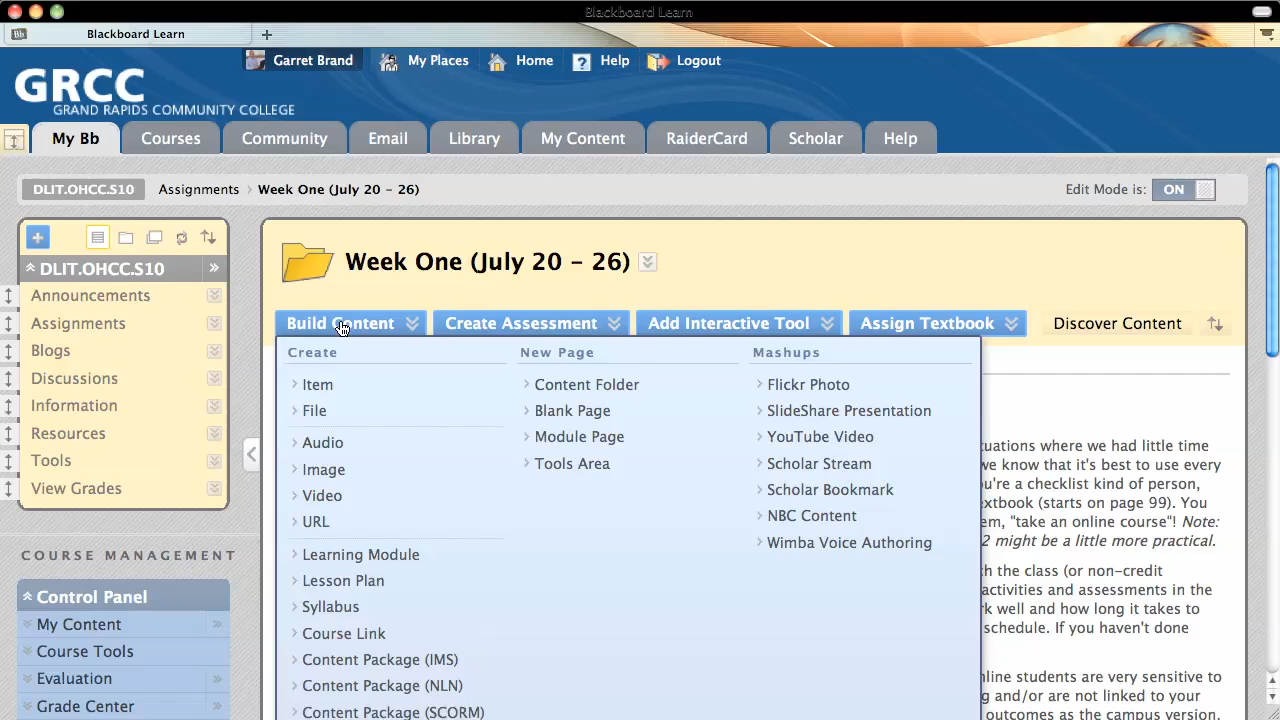 Blackboard Learn
Bb Blackboard Learn +
Garret Brand My Places Home ? Help Logout
GRCC
GRAND RAPIDS COMMUNITY COLLEGE
My Bb Courses Community Email Library My Content RaiderCard Scholar Help
DLIT.OHCC.S10 Assignments > Week One (July 20 - 26) Edit Mode is: ON
+
DLIT.OHCC.S10
Announcements
Assignments
Blogs
Discussions
Information
Resources
Tools
View Grades
COURSE MANAGEMENT
Control Panel
My Content
Course Tools
Evaluation
Grade Center
Week One (July 20 - 26)
Build Content Create Assessment Add Interactive Tool Assign Textbook Discover Content
Create
Item
File
Audio
Image
Video
URL
Learning Module
Lesson Plan
Syllabus
Course Link
Content Package (IMS)
Content Package (NLN)
Content Package (SCORM)
New Page
Content Folder
Blank Page
Module Page
Tools Area
Mashups
Flickr Photo
SlideShare Presentation
YouTube Video
Scholar Stream
Scholar Bookmark
NBC Content
Wimba Voice Authoring
tuations where we had little time
we know that it's best to use every
ou're a checklist kind of person,
extbook (starts on page 99). You
em, "take an online course"! Note:
2 might be a little more practical.
h the class (or non-credit
activities and assessments in the
rk well and how long it takes to
schedule. If you haven't done
nline students are very sensitive to
g and/or are not linked to your
outcomes as the campus version.